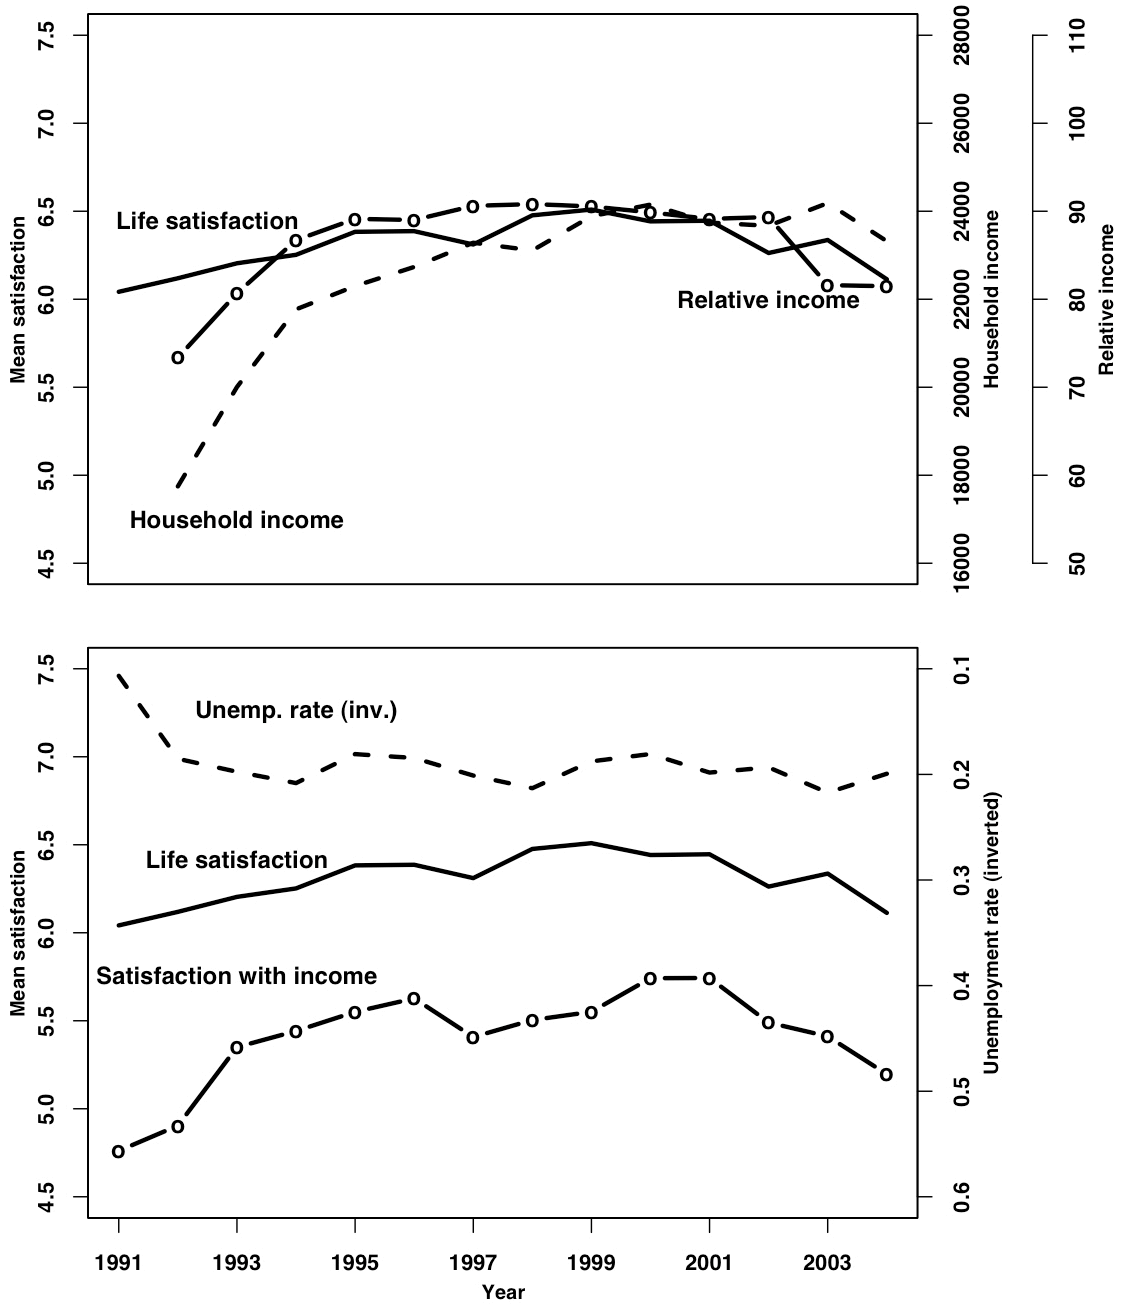 7.5
7.0
6.5
6.0
5.5
5.0
4.5
Mean satisfaction
Life satisfaction
Relative income
Household income
28000
26000
24000
22000
20000
18000
16000
Household income
110
100
90
80
70
60
50
Relative income
7.5
7.0
6.5
6.0
5.5
5.0
4.5
Mean satisfaction
Unemp. rate (inv.)
Life satisfaction
Satisfaction with income
0.1
0.2
0.3
0.4
0.5
0.6
Unemployment rate (inverted)
1991 1993 1995 1997 1999 2001 2003
Year